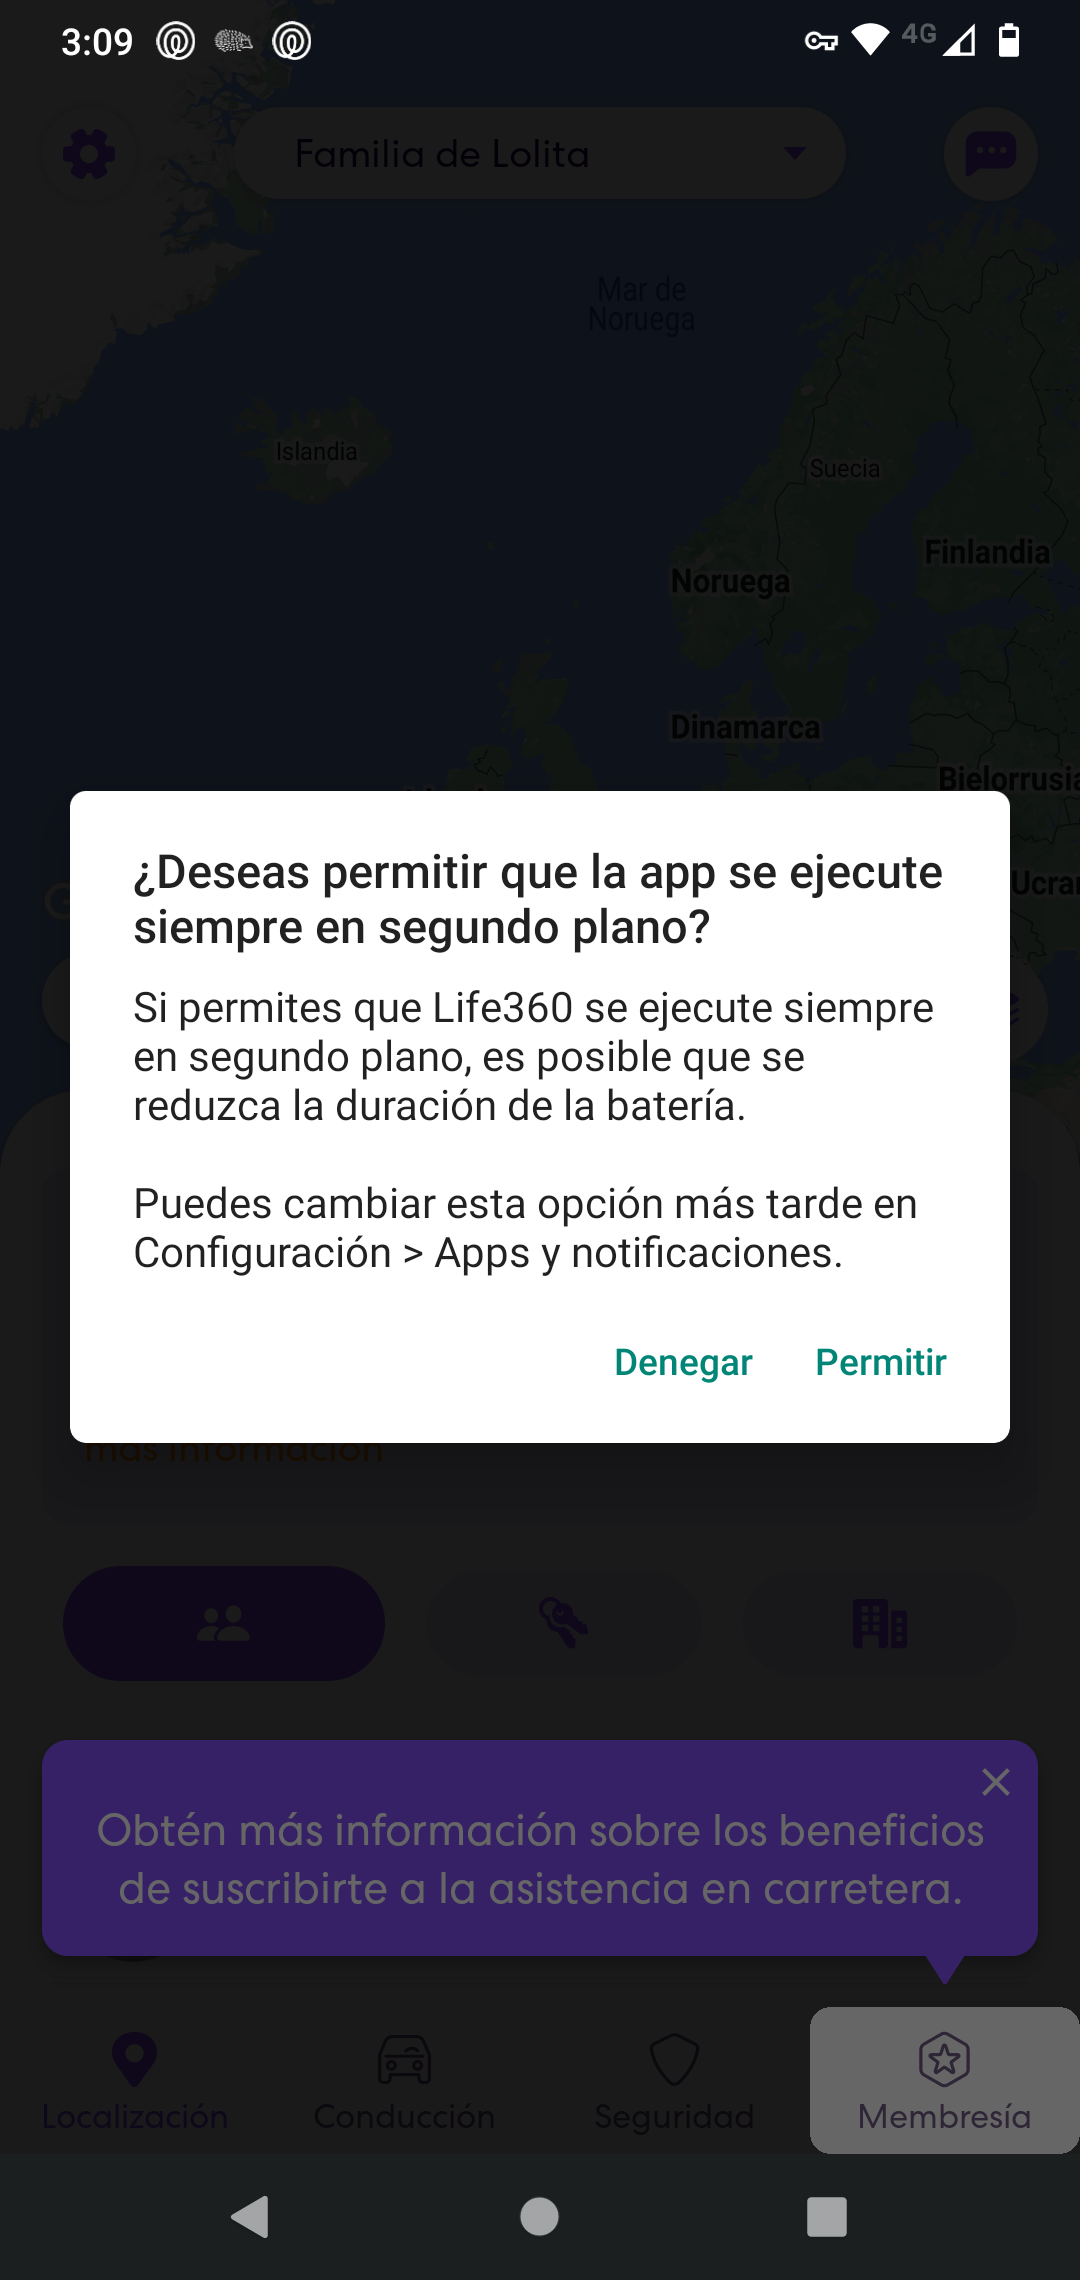 3:09
4G
Familia de Lolita
Mar de
Noruega
Islandia
Suecia
Finlandia
Noruega
Dinamarca
Bielorrusia
Ucran
¿Deseas permitir que la app se ejecute
siempre en segundo plano?
Si permites que Life360 se ejecute siempre
en segundo plano, es posible que se
reduzca la duración de la batería.
Puedes cambiar esta opción más tarde en
Configuración > Apps y notificaciones.
Denegar Permitir
más información
Obtén más información sobre los beneficios
de suscribirte a la asistencia en carretera.
Localización Conducción Seguridad Membresía